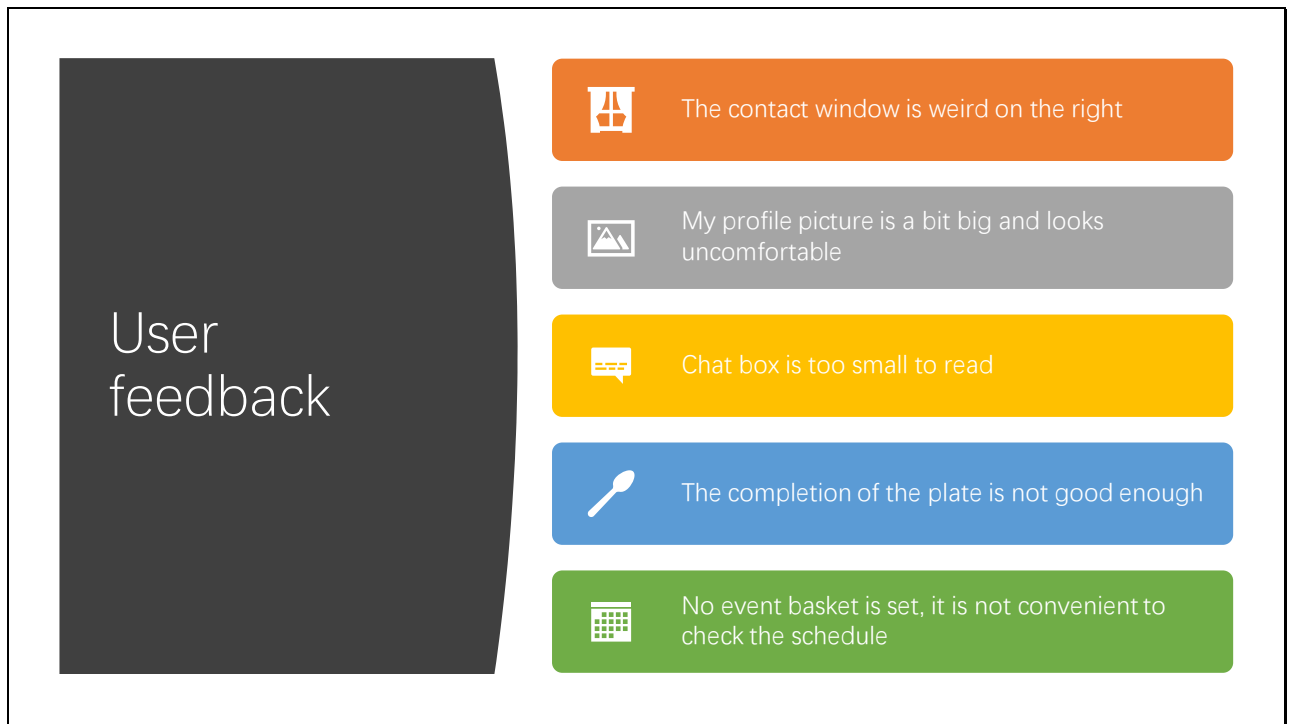 User
feedback
The contact window is weird on the right
My profile picture is a bit big and looks
uncomfortable
Chat box is too small to read
The completion of the plate is not good enough
No event basket is set, it is not convenient to
check the schedule